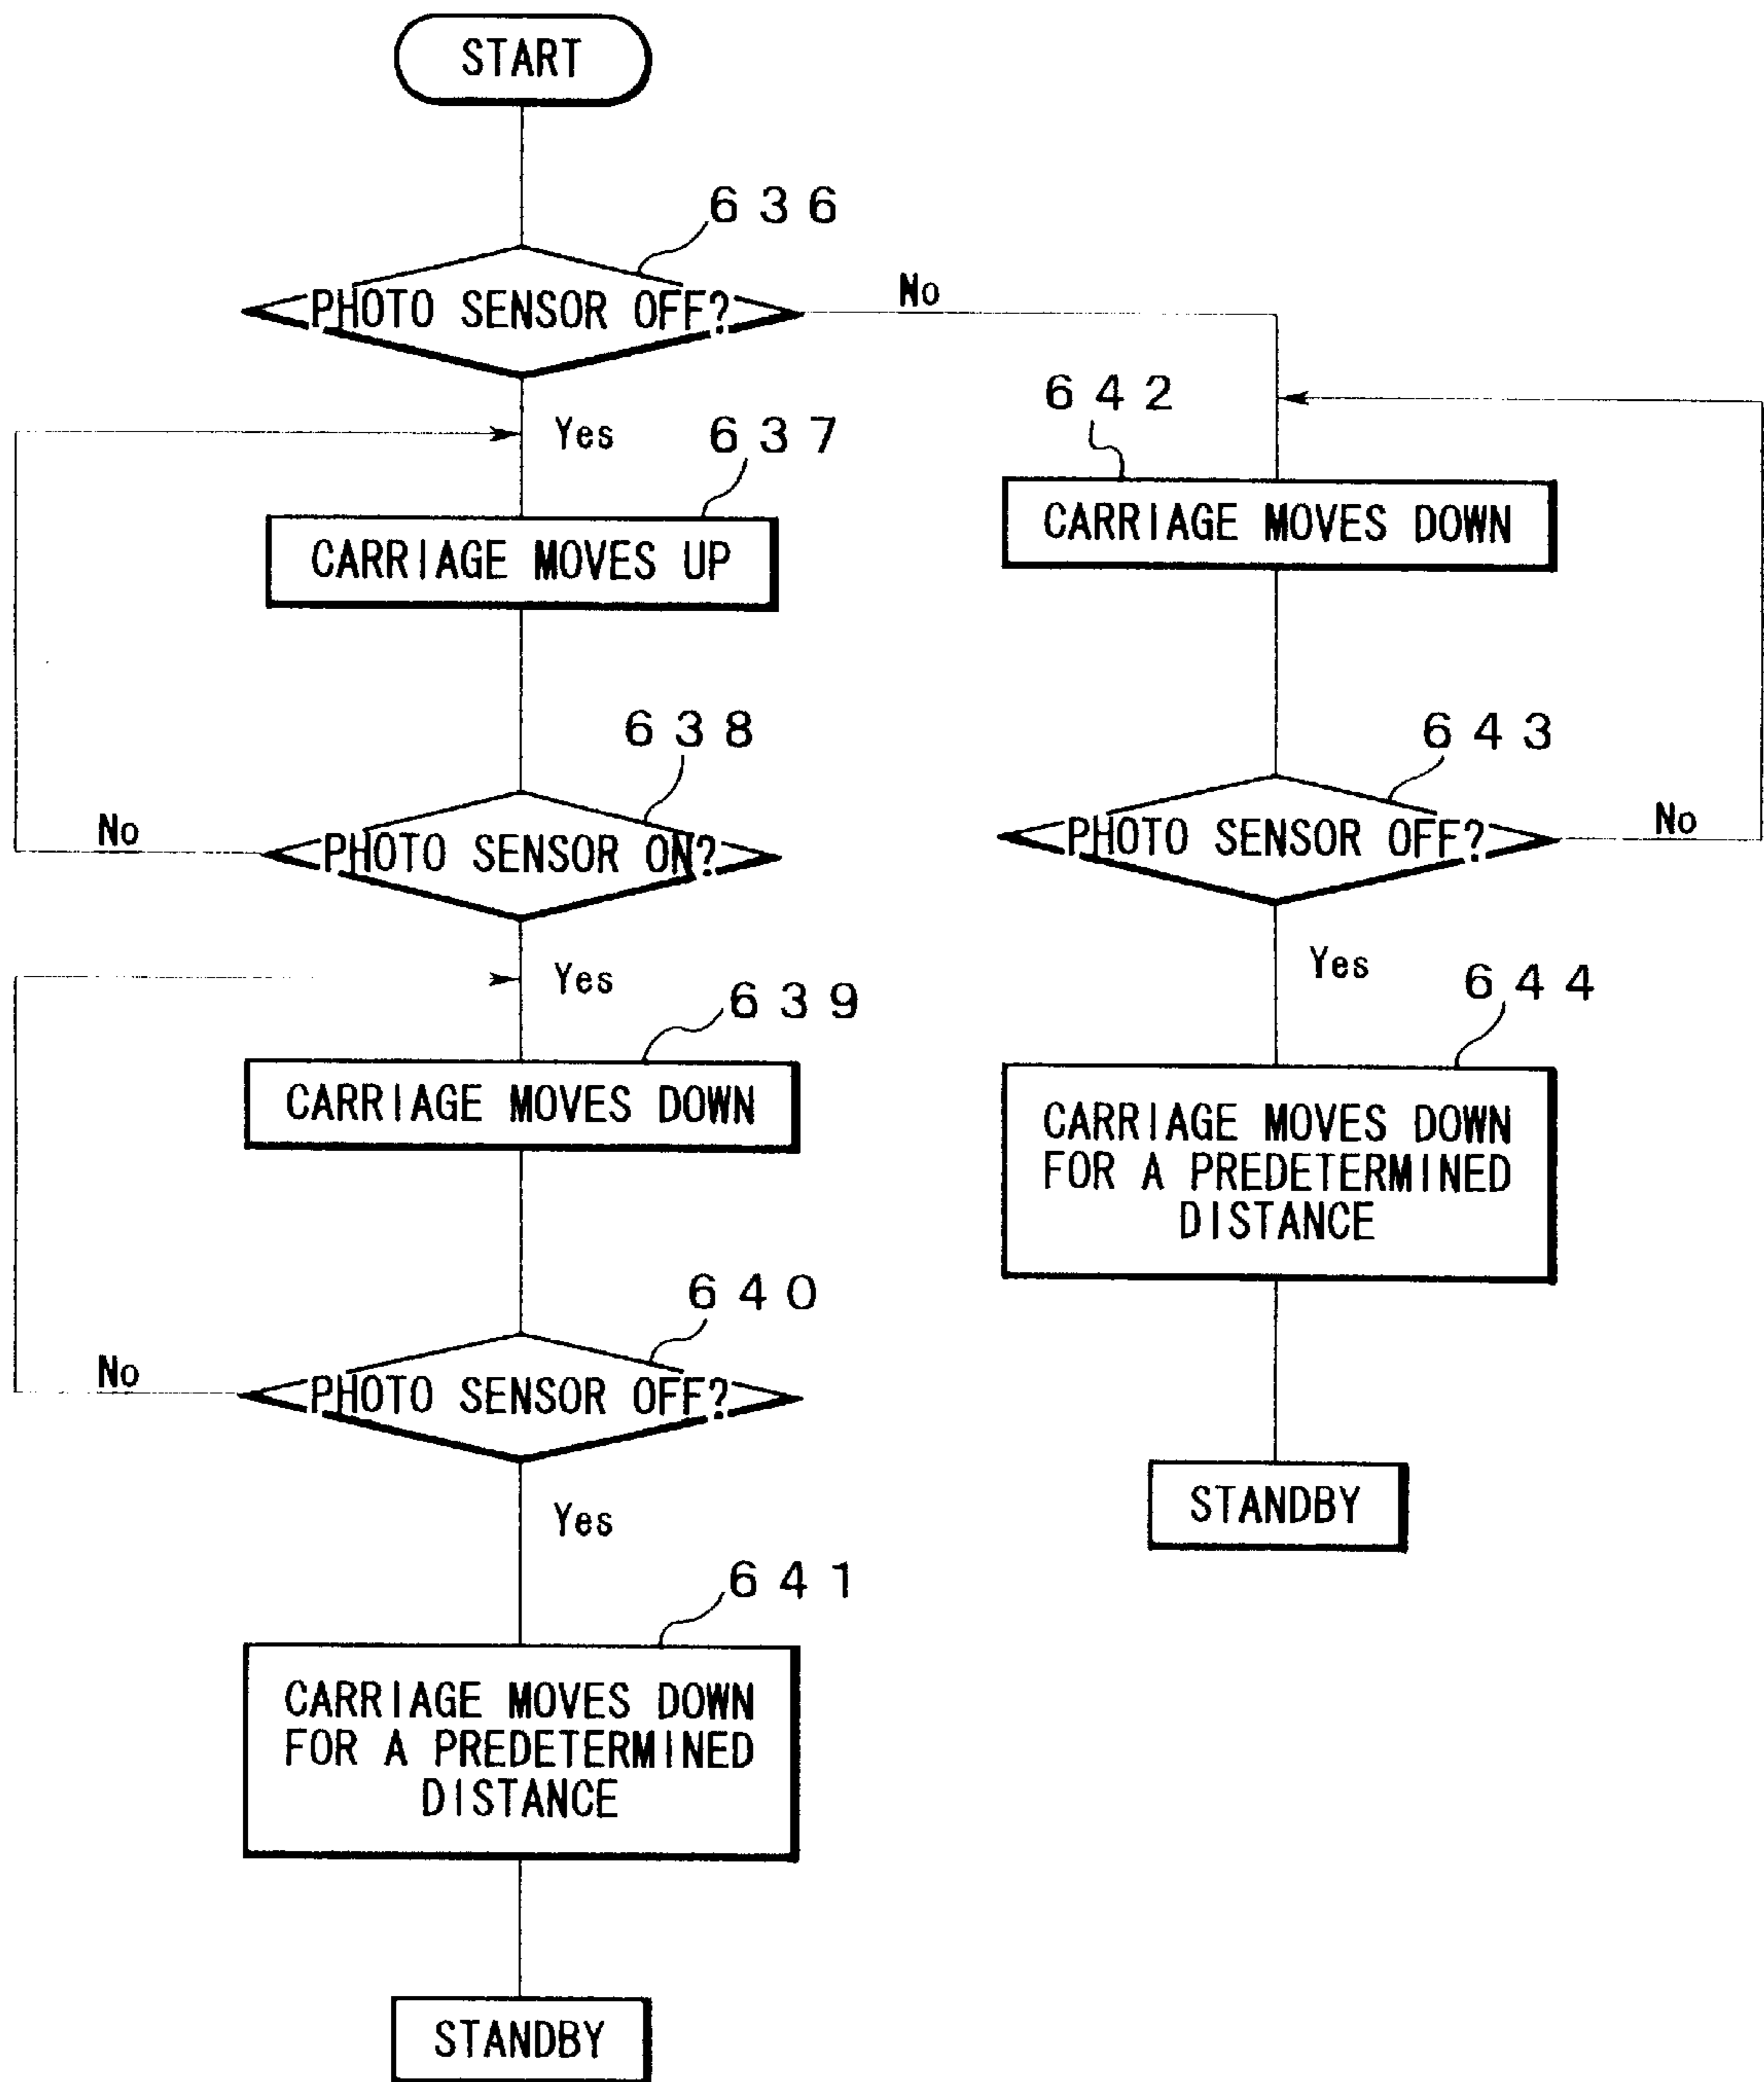 START
636
PHOTO SENSOR OFF?
No
Yes
637
CARRIAGE MOVES UP
638
PHOTO SENSOR ON?
No
Yes
639
CARRIAGE MOVES DOWN
640
PHOTO SENSOR OFF?
No
Yes
641
CARRIAGE MOVES DOWN
FOR A PREDETERMINED
DISTANCE
STANDBY
642
CARRIAGE MOVES DOWN
643
PHOTO SENSOR OFF?
No
Yes
644
CARRIAGE MOVES DOWN
FOR A PREDETERMINED
DISTANCE
STANDBY